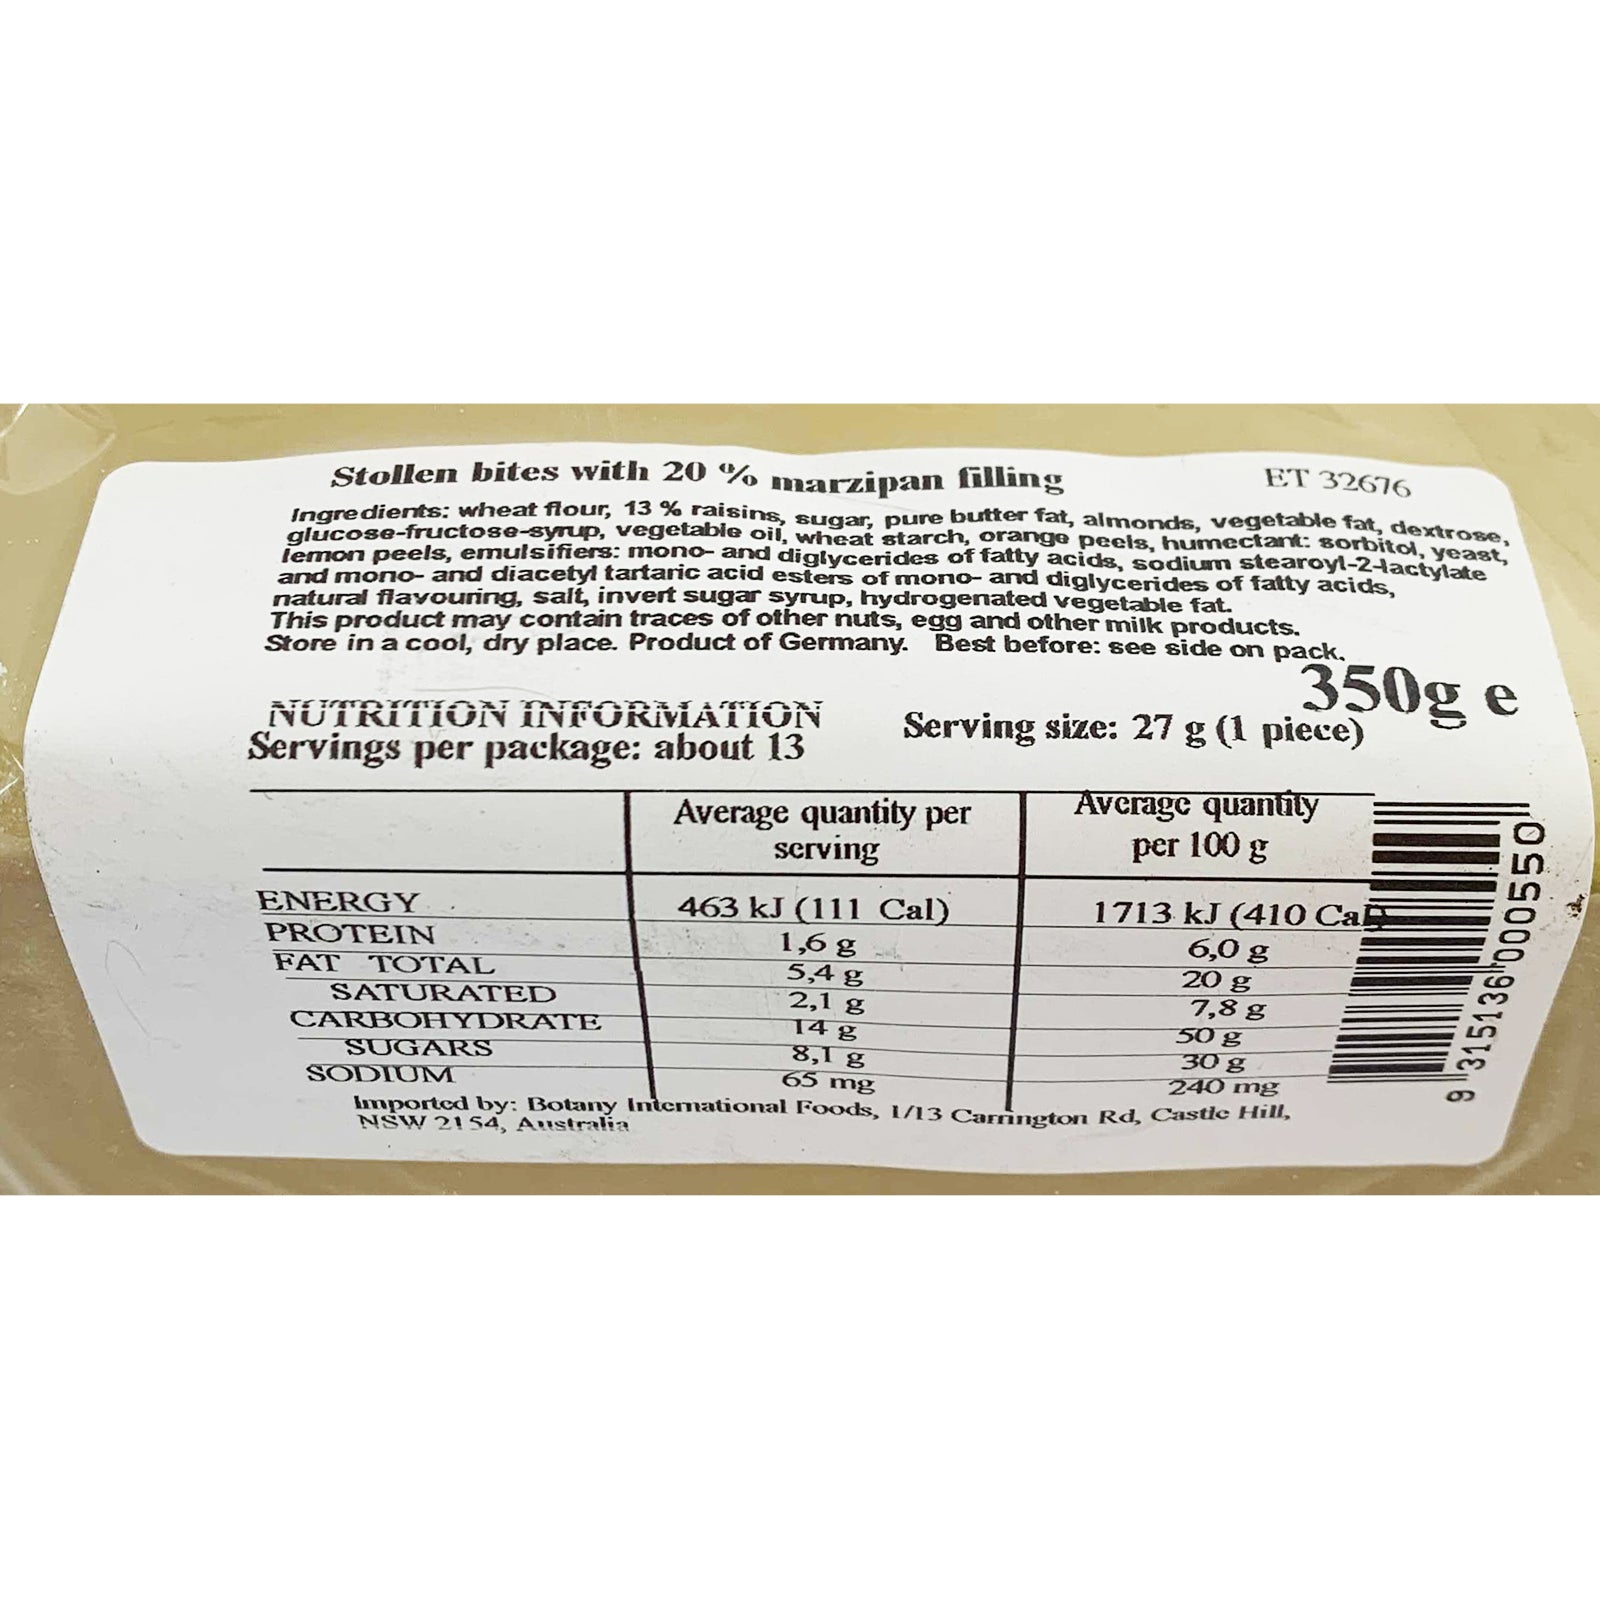 Stollen bites with 20 % marzipan filling
ET 32676
Ingredients: wheat flour, 13 % raisins, sugar, pure butter fat, almonds, vegetable fat, dextrose,
glucose-fructose-syrup, vegetable oil, wheat starch, orange peels, humectant: sorbitol, yeast,
lemon peels, emulsifiers: mono- and diglycerides of fatty acids, sodium stearoyl-2-lactylate
and mono- and diacetyl tartaric acid esters of mono- and diglycerides of fatty acids,
natural flavouring, salt, invert sugar syrup, hydrogenated vegetable fat.
This product may contain traces of other nuts, egg and other milk products.
Store in a cool, dry place. Product of Germany. Best before: see side on pack.
350g e
NUTRITION INFORMATION
Servings per package: about 13
Serving size: 27 g (1 piece)
Average quantity per serving
Average quantity per 100 g
ENERGY 463 kJ (111 Cal) 1713 kJ (410 Cal)
PROTEIN 1,6 g 6,0 g
FAT TOTAL 5,4 g 20 g
SATURATED 2,1 g 7,8 g
CARBOHYDRATE 14 g 50 g
SUGARS 8,1 g 30 g
SODIUM 65 mg 240 mg
Imported by: Botany International Foods, 1/13 Carrington Rd, Castle Hill,
NSW 2154, Australia
9 315136 000550